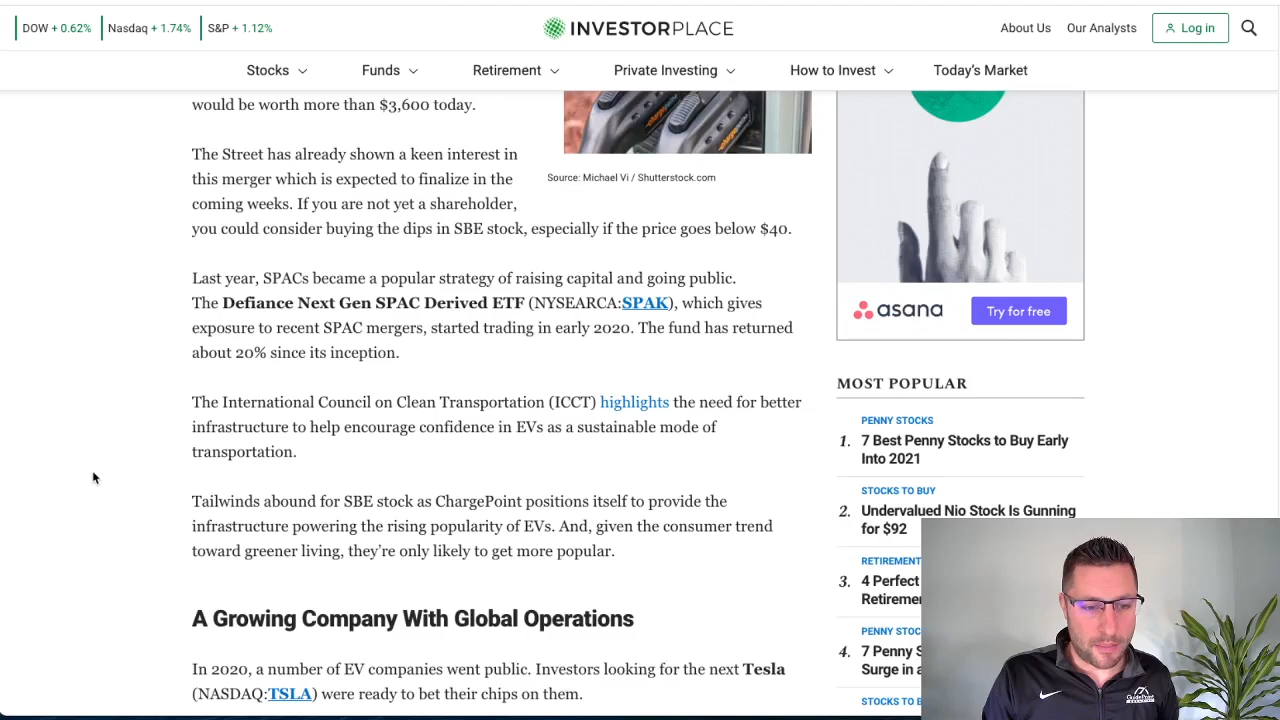 DOW + 0.62% Nasdaq + 1.74% S&P + 1.12%
INVESTORPLACE
About Us Our Analysts Log in
Stocks Funds Retirement Private Investing How to Invest Today's Market
would be worth more than $3,600 today.
The Street has already shown a keen interest in
this merger which is expected to finalize in the
coming weeks. If you are not yet a shareholder,
you could consider buying the dips in SBE stock, especially if the price goes below $40.
Source: Michael Vi / Shutterstock.com
Last year, SPACs became a popular strategy of raising capital and going public.
The Defiance Next Gen SPAC Derived ETF (NYSEARCA:SPAK), which gives
exposure to recent SPAC mergers, started trading in early 2020. The fund has returned
about 20% since its inception.
The International Council on Clean Transportation (ICCT) highlights the need for better
infrastructure to help encourage confidence in EVs as a sustainable mode of
transportation.
Tailwinds abound for SBE stock as ChargePoint positions itself to provide the
infrastructure powering the rising popularity of EVs. And, given the consumer trend
toward greener living, they're only likely to get more popular.
A Growing Company With Global Operations
In 2020, a number of EV companies went public. Investors looking for the next Tesla
(NASDAQ:TSLA) were ready to bet their chips on them.
asana Try for free
MOST POPULAR
PENNY STOCKS
1. 7 Best Penny Stocks to Buy Early
Into 2021
STOCKS TO BUY
2. Undervalued Nio Stock Is Gunning
for $92
RETIREMENT
3. 4 Perfect
Retiremen
PENNY STOC
4. 7 Penny S
Surge in a
STOCKS TO B